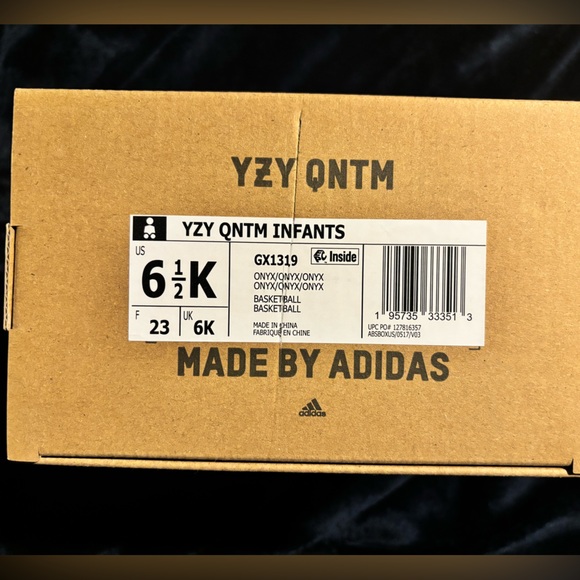 YZY QNTM
YZY QNTM INFANTS
US
6 1/2 K
F
23
UK
6K
GX1319
Inside
ONYX/ONYX/ONYX
ONYX/ONYX/ONYX
BASKETBALL
BASKETBALL
MADE IN CHINA
FABRIQUÉ EN CHINE
1 95735 33351 3
UPC PO# 127816357
ABSBOXUS/0517/V03
MADE BY ADIDAS
adidas